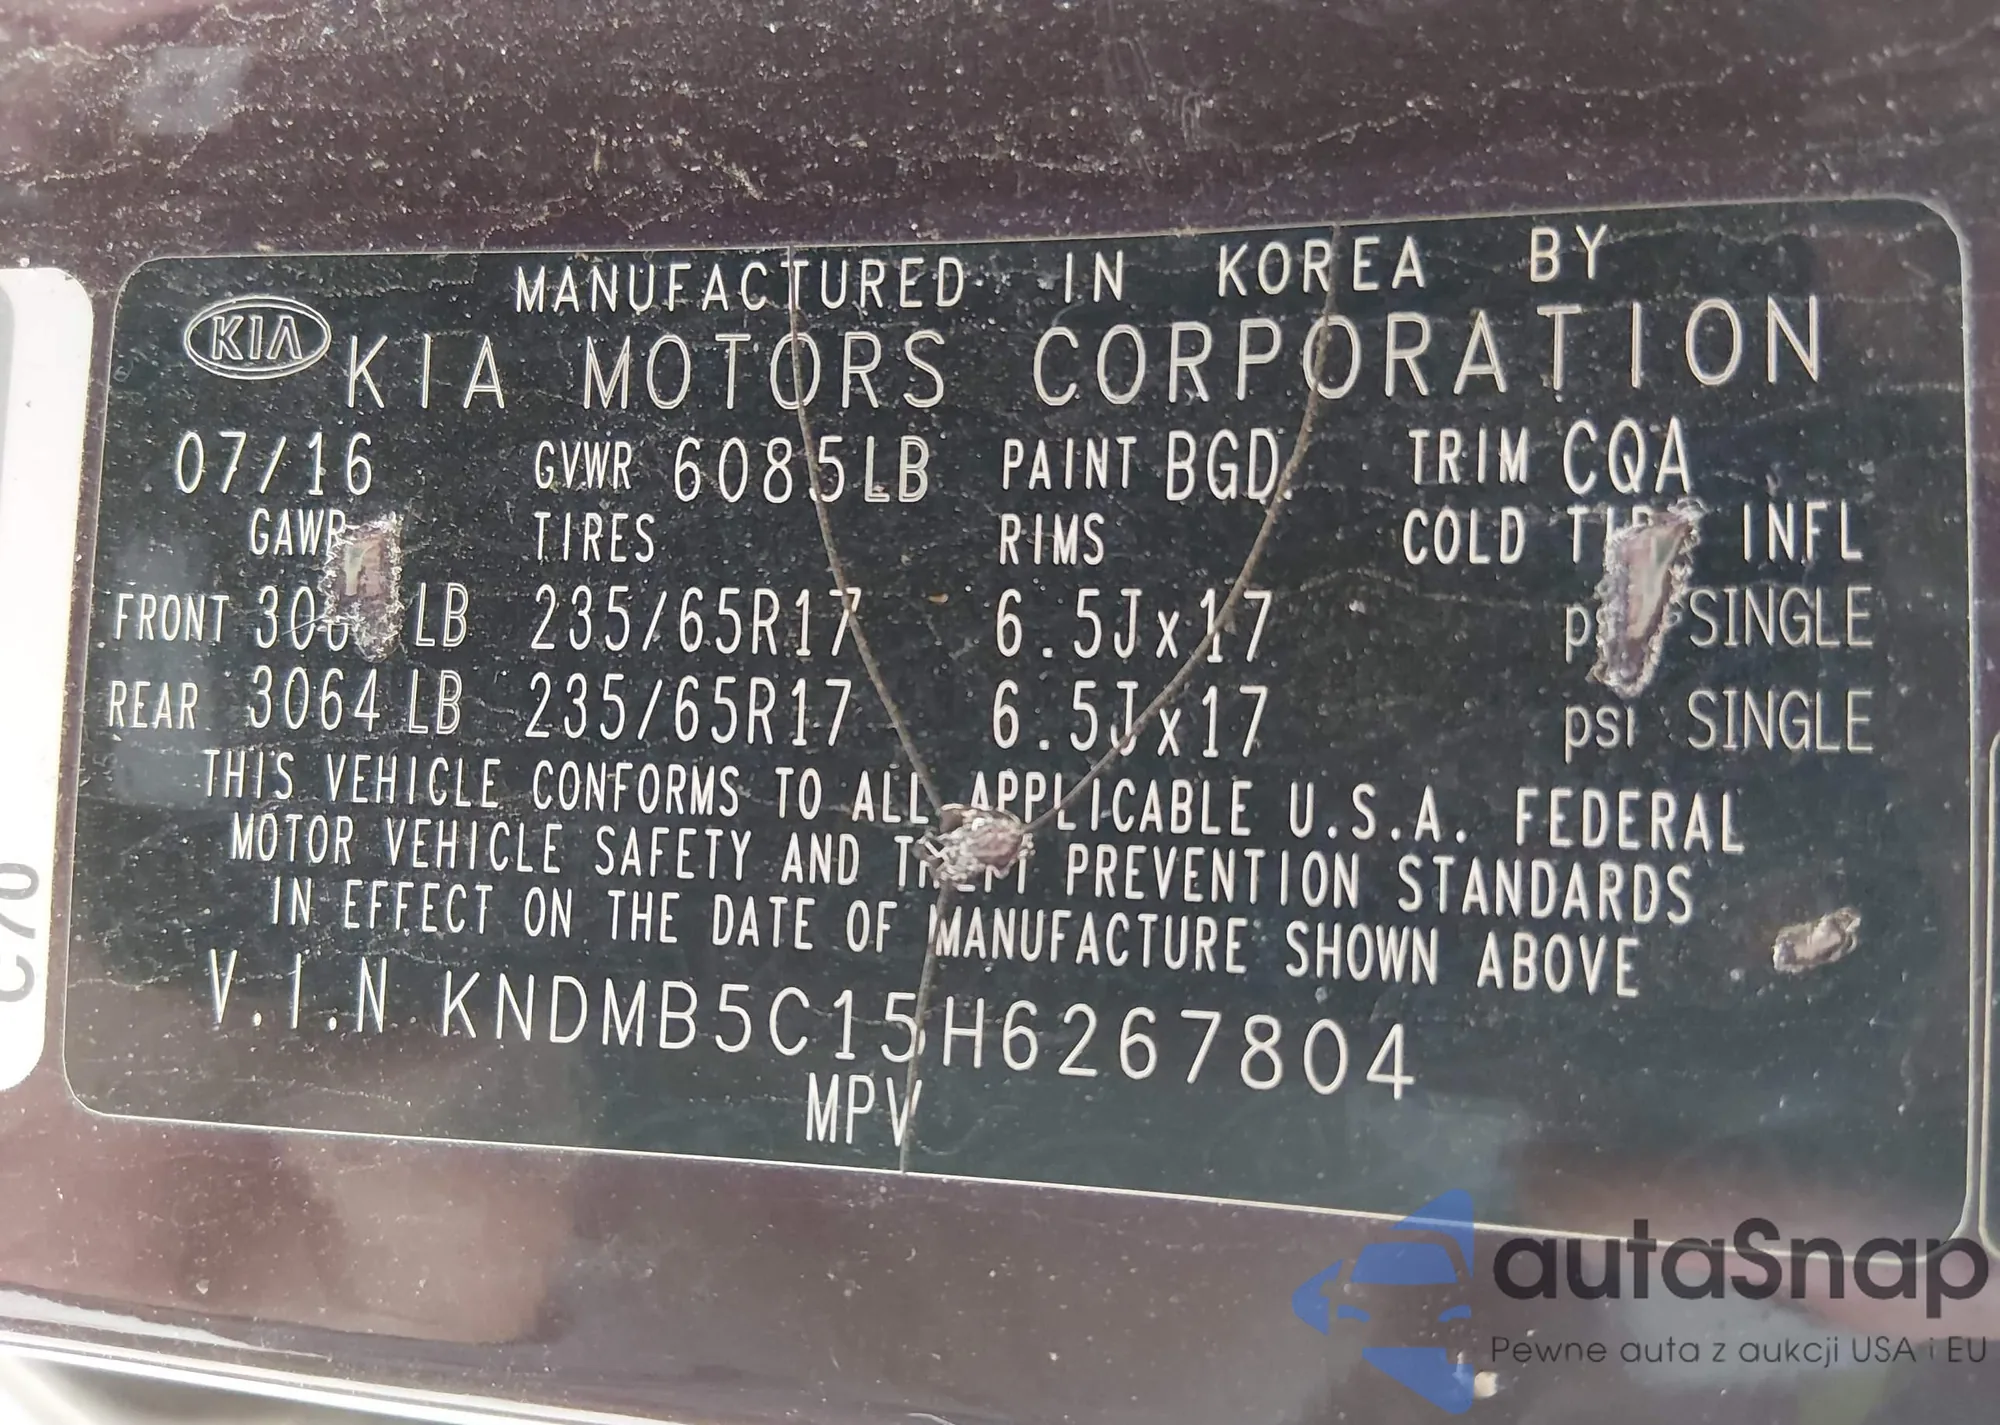 MANUFACTURED IN KOREA BY
KIA KIA MOTORS CORPORATION
07/16 GVWR 6085LB PAINT BGD TRIM CQA
GAWR TIRES RIMS COLD INFL
FRONT LB 235/65R17 6.5Jx17 SINGLE
REAR 3064 LB 235/65R17 6.5Jx17 psi SINGLE
THIS VEHICLE CONFORMS TO ALL APPLICABLE U.S.A. FEDERAL
MOTOR VEHICLE SAFETY AND PREVENTION STANDARDS
IN EFFECT ON THE DATE OF MANUFACTURE SHOWN ABOVE
V.I.N KNDMB5C15H6267804
MPV
autaSnap
Pewne auta z aukcji USA i EU